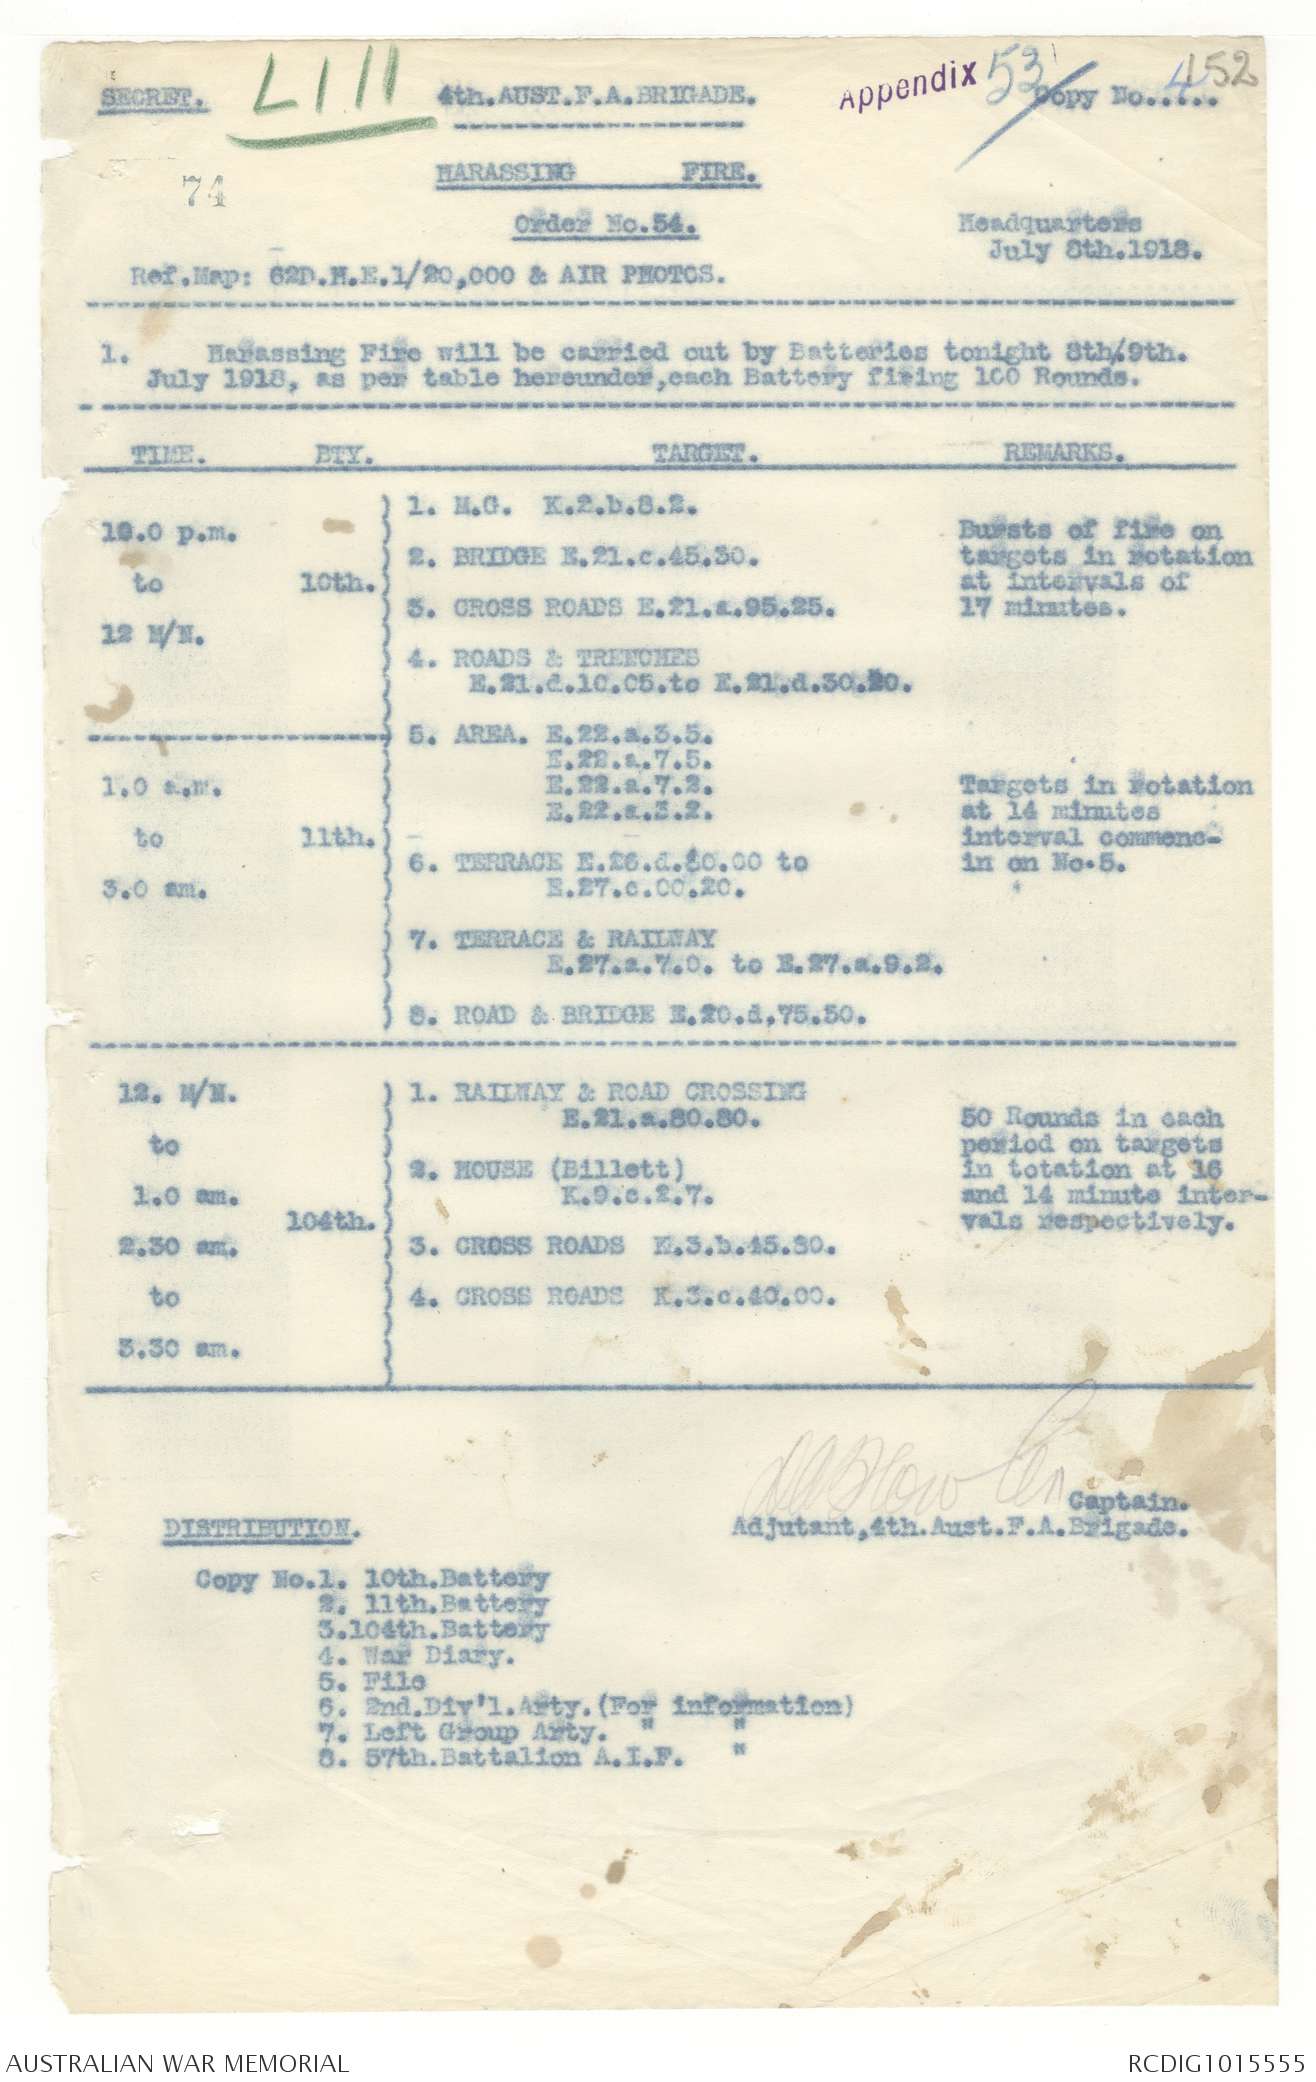 SECRET. LIII 4th.AUST.F.A.BRIGADE. Appendix 53 Copy No..4... 152
HARASSING FIRE.
74
Order No.54. Headquarters
July 8th.1918.
Ref.Map: 62D.N.E.1/20,000 & AIR PHOTOS.
1. Harassing Fire will be carried out by Batteries tonight 8th/9th.
July 1918, as per table hereunder,each Battery firing 100 Rounds.
TIME. BTY. TARGET. REMARKS.
10.0 p.m.
to 10th.
12 M/N.
1. M.G. K.2.b.8.2.
2. BRIDGE E.21.c.45.30.
3. CROSS ROADS E.21.a.95.25.
4. ROADS & TRENCHES
E.21.d.10.05.to E.21.d.30.20.
Bursts of fire on
targets in rotation
at intervals of
17 minutes.
1.0 a.m.
to 11th.
3.0 am.
5. AREA. E.22.a.3.5.
E.22.a.7.5.
E.22.a.7.2.
E.22.a.3.2.
6. TERRACE E.26.d.80.00 to
E.27.c.00.20.
7. TERRACE & RAILWAY
E.27.a.7.0. to E.27.a.9.2.
8. ROAD & BRIDGE E.20.d.75.50.
Targets in rotation
at 14 minutes
interval commenc-
in on No.5.
12. M/N.
to
1.0 am.
104th.
2.30 am.
to
3.30 am.
1. RAILWAY & ROAD CROSSING
E.21.a.80.80.
2. HOUSE (Billett)
K.9.c.2.7.
3. CROSS ROADS K.3.b.45.80.
4. CROSS ROADS K.3.c.40.00.
50 Rounds in each
period on targets
in totation at 16
and 14 minute inter-
vals respectively.
Captain.
Adjutant,4th.Aust.F.A.Brigade.
DISTRIBUTION.
Copy No.1. 10th.Battery
2. 11th.Battery
3.104th.Battery
4. War Diary.
5. File
6. 2nd.Div'l.Arty.(For information)
7. Left Group Arty. " "
8. 57th.Battalion A.I.F. "
AUSTRALIAN WAR MEMORIAL RCDIG1015555